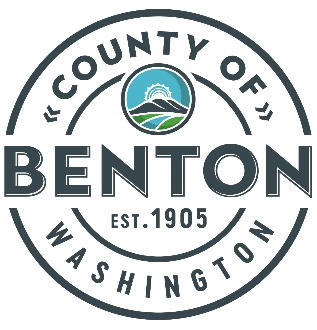 « COUNTY OF »
BENTON
EST. 1905
WASHINGTON